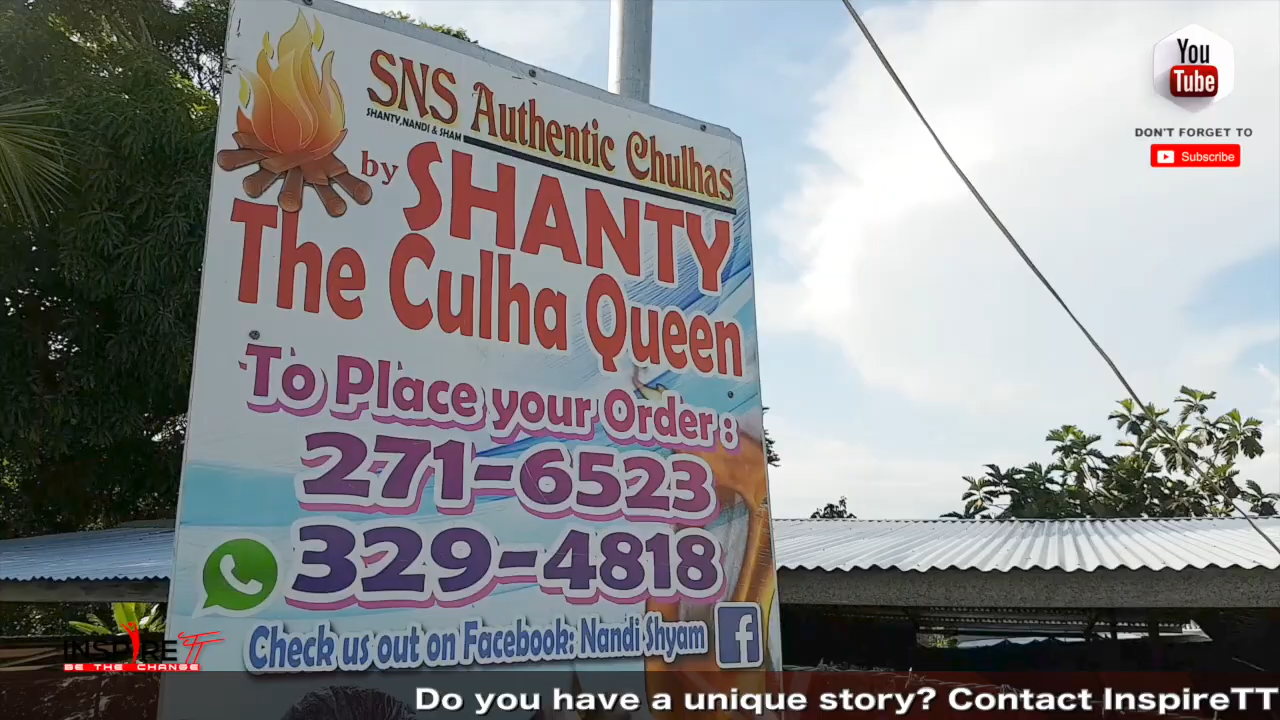 SNS Authentic Chulhas
SHANTY,NANDI & SHAM
by SHANTY
The Culha Queen
To Place your Order :
271-6523
329-4818
Check us out on Facebook: Nandi Shyam
f
You
Tube
DON'T FORGET TO
Subscribe
INSPIRE TT
BE THE CHANGE
Do you have a unique story? Contact InspireTT